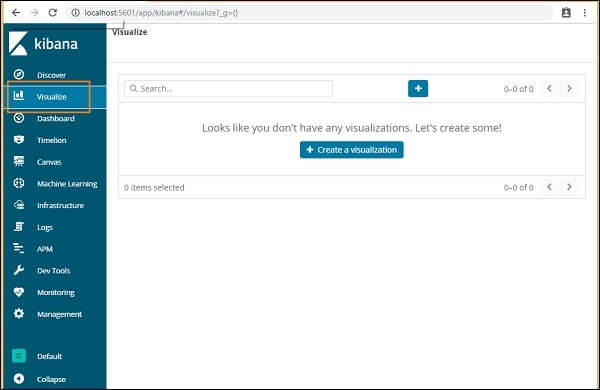 localhost:5601/app/kibana#/visualize?_g=()
kibana
Visualize
Discover
Visualize
Dashboard
Timelion
Canvas
Machine Learning
Infrastructure
Logs
APM
Dev Tools
Monitoring
Management
D Default
Collapse
Search...
0–0 of 0
Looks like you don't have any visualizations. Let's create some!
Create a visualization
0 items selected
0–0 of 0